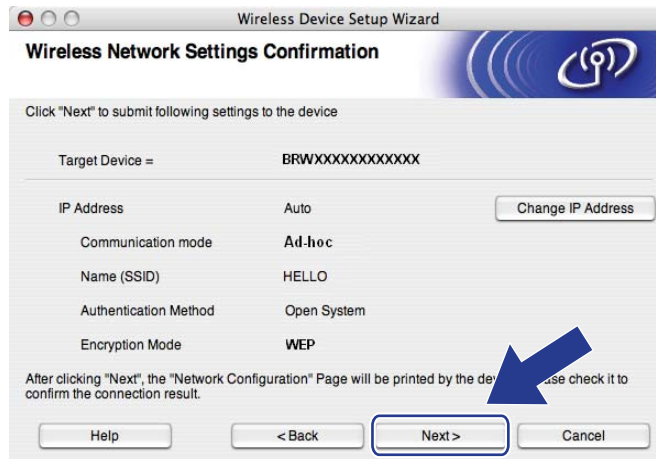 Wireless Device Setup Wizard
Wireless Network Settings Confirmation
Click "Next" to submit following settings to the device
Target Device = BRWXXXXXXXXXXXX
IP Address Auto Change IP Address
Communication mode Ad-hoc
Name (SSID) HELLO
Authentication Method Open System
Encryption Mode WEP
After clicking "Next", the "Network Configuration" Page will be printed by the check it to
confirm the connection result.
Help < Back Next > Cancel